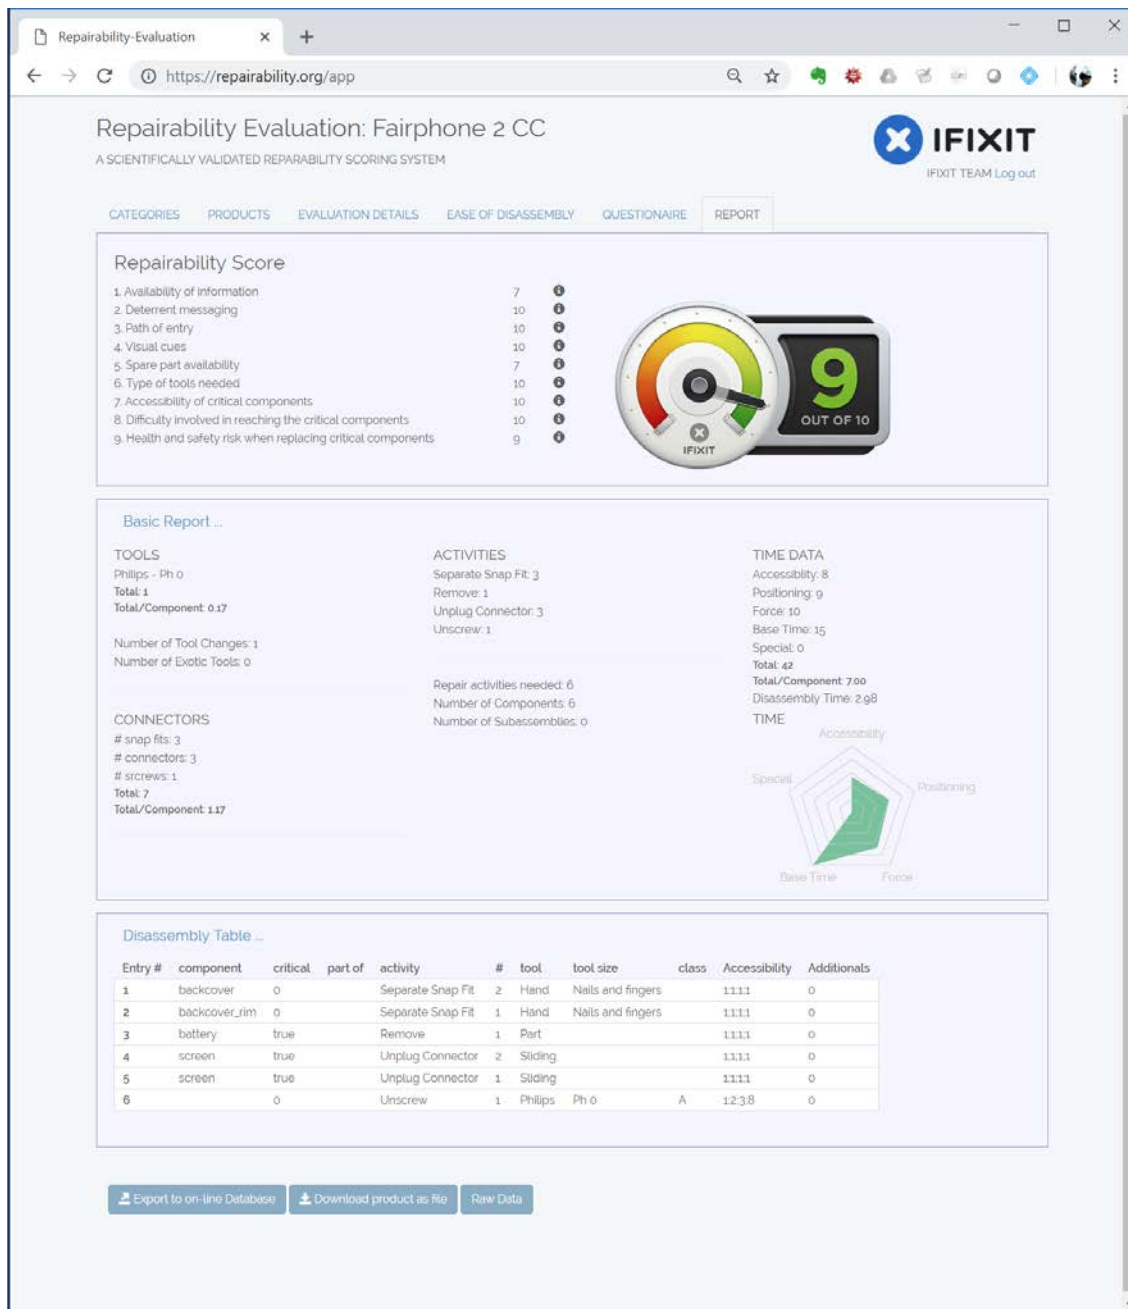 Repairability-Evaluation
https://repairability.org/app
Repairability Evaluation: Fairphone 2 CC
A SCIENTIFICALLY VALIDATED REPARABILITY SCORING SYSTEM
IFIXIT
IFIXIT TEAM Log out
CATEGORIES PRODUCTS EVALUATION DETAILS EASE OF DISASSEMBLY QUESTIONAIRE REPORT
Repairability Score
1. Availability of information 7
2. Deterrent messaging 10
3. Path of entry 10
4. Visual cues 10
5. Spare part availability 7
6. Type of tools needed 10
7. Accessibility of critical components 10
8. Difficulty involved in reaching the critical components 10
9. Health and safety risk when replacing critical components 9
IFIXIT
9
OUT OF 10
Basic Report ...
TOOLS
Philips - Ph 0
Total: 1
Total/Component: 0.17
Number of Tool Changes: 1
Number of Exotic Tools: 0
CONNECTORS
# snap fits: 3
# connectors: 3
# srcrews: 1
Total: 7
Total/Component: 1.17
ACTIVITIES
Separate Snap Fit: 3
Remove: 1
Unplug Connector: 3
Unscrew: 1
Repair activities needed: 6
Number of Components: 6
Number of Subassemblies: 0
TIME DATA
Accessiblity: 8
Positioning: 9
Force: 10
Base Time: 15
Special: 0
Total: 42
Total/Component: 7.00
Disassembly Time: 2.98
TIME
Accessibility
Special
Positionning
Base Time
Force
Disassembly Table ...
Entry # component critical part of activity # tool tool size class Accessibility Additionals
1 backcover 0 Separate Snap Fit 2 Hand Nails and fingers 1:1:1:1 0
2 backcover_rim 0 Separate Snap Fit 1 Hand Nails and fingers 1:1:1:1 0
3 battery true Remove 1 Part 1:1:1:1 0
4 screen true Unplug Connector 2 Sliding 1:1:1:1 0
5 screen true Unplug Connector 1 Sliding 1:1:1:1 0
6 0 Unscrew 1 Philips Ph 0 A 1:2:3:8 0
Export to on-line Database Download product as file Raw Data